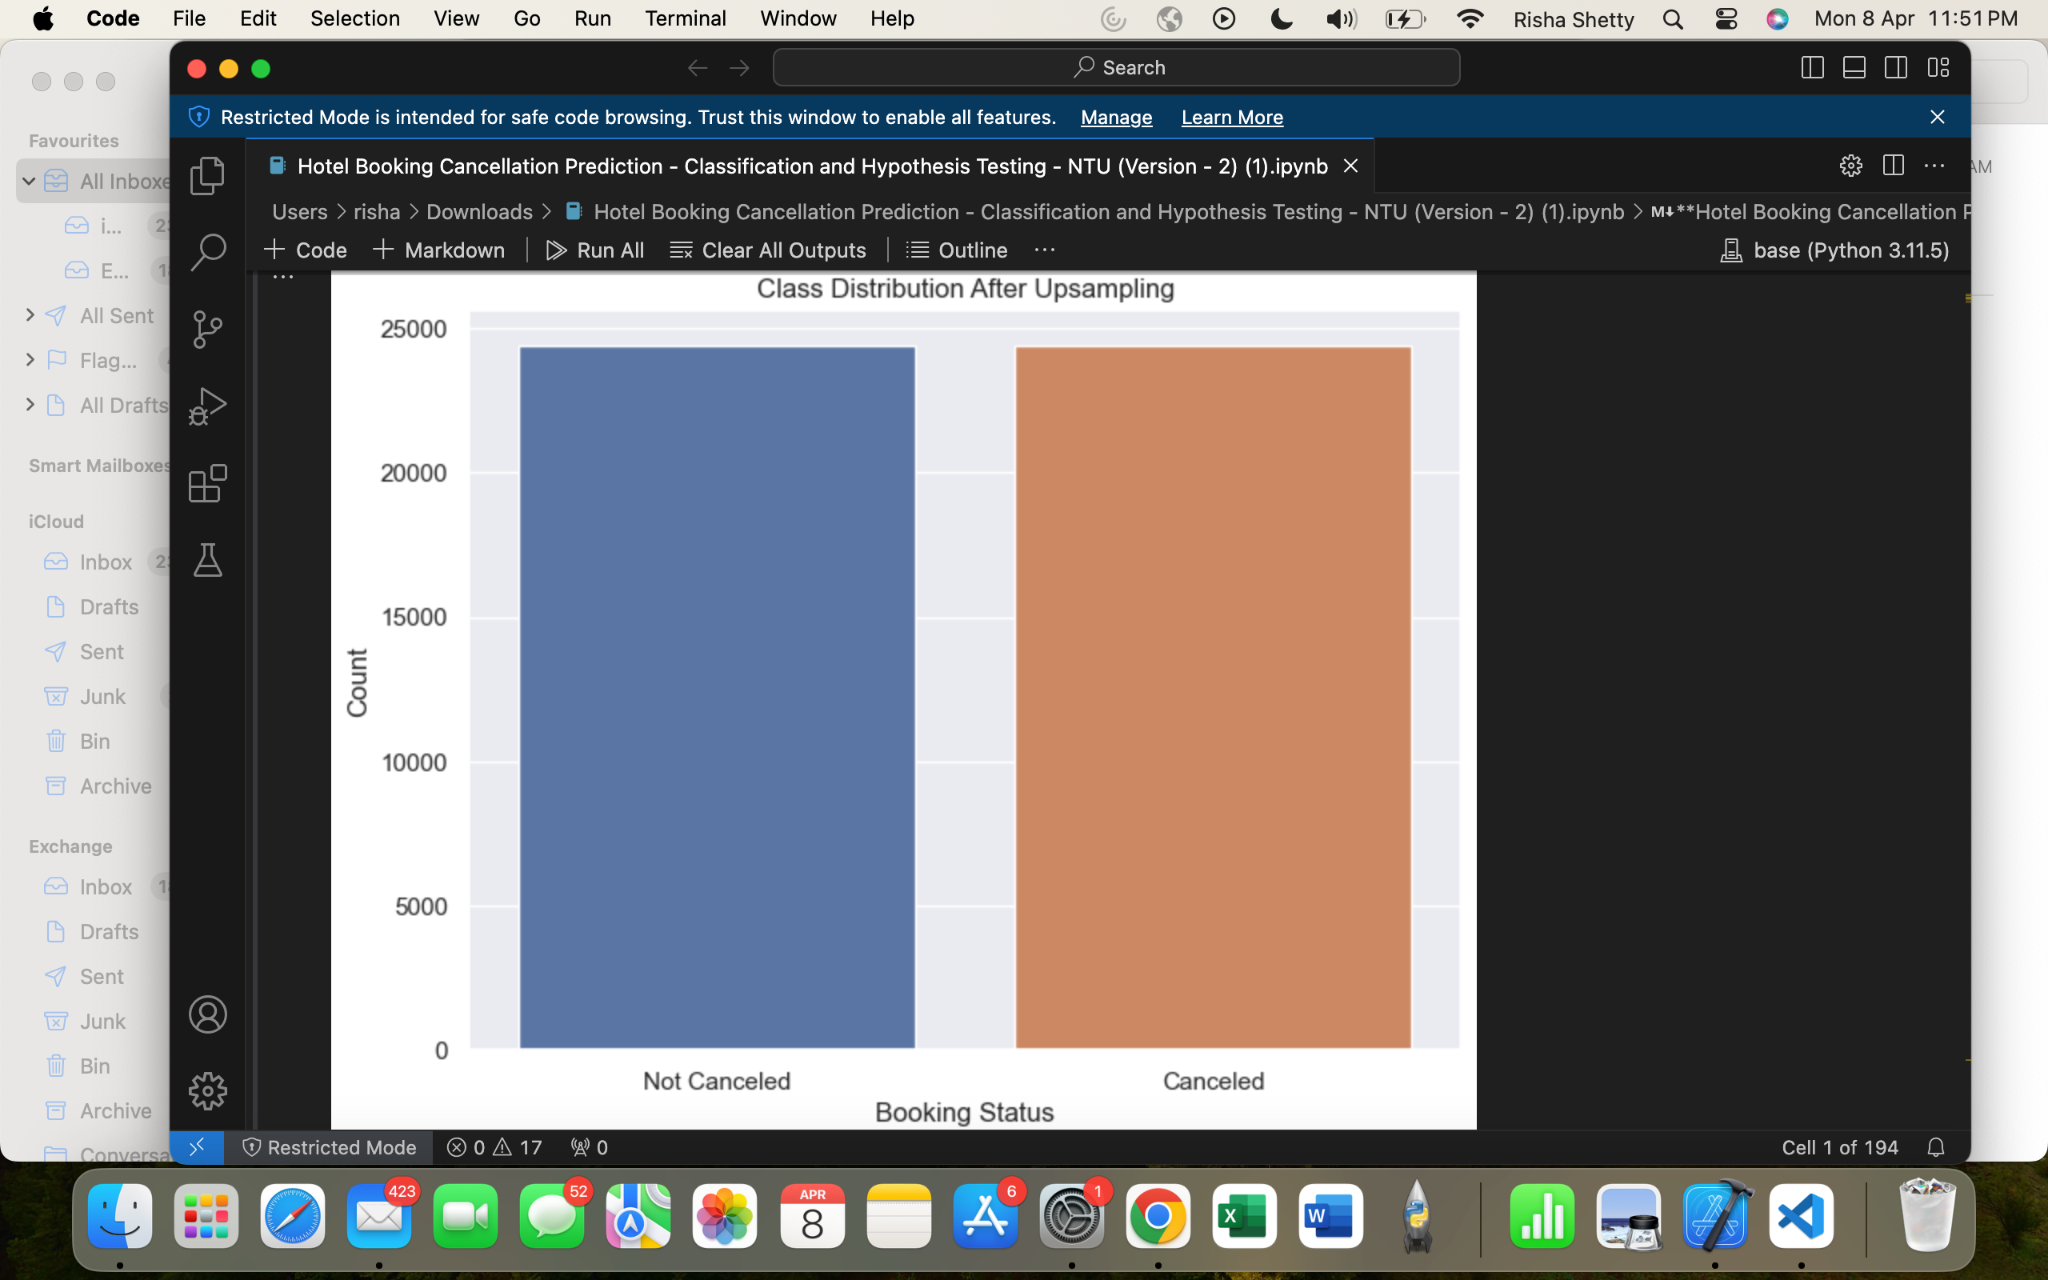 Code File Edit Selection View Go Run Terminal Window Help Risha Shetty Mon 8 Apr 11:51 PM
Search
Restricted Mode is intended for safe code browsing. Trust this window to enable all features. Manage Learn More
Hotel Booking Cancellation Prediction - Classification and Hypothesis Testing - NTU (Version - 2) (1).ipynb
AM
Users > risha > Downloads > Hotel Booking Cancellation Prediction - Classification and Hypothesis Testing - NTU (Version - 2) (1).ipynb > M↓**Hotel Booking Cancellation
+ Code + Markdown Run All Clear All Outputs Outline ... base (Python 3.11.5)
...
Favourites
All Inboxe
i...
E...
All Sent
Flag...
All Drafts
Smart Mailboxes
iCloud
Inbox
Drafts
Sent
Junk
Bin
Archive
Exchange
Inbox
Drafts
Sent
Junk
Bin
Archive
Conversa
Class Distribution After Upsampling
25000
20000
15000
10000
5000
0
Count
Not Canceled Canceled
Booking Status
Restricted Mode 0 17 0 Cell 1 of 194
423 52 6 1
APR
8
X W